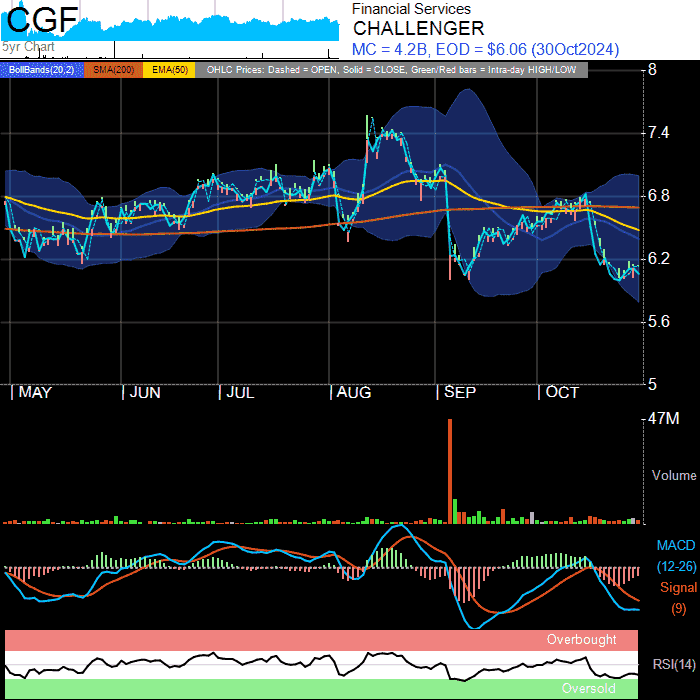 CGF
5yr Chart
Financial Services
CHALLENGER
MC = 4.2B, EOD = $6.06 (30Oct2024)
BollBands(20,2) SMA(200) EMA(50) OHLC Prices: Dashed = OPEN, Solid = CLOSE, Green/Red bars = Intra-day HIGH/LOW
8
7.4
6.8
6.2
5.6
5
MAY JUN JUL AUG SEP OCT
47M
Volume
MACD
(12-26)
Signal
(9)
Overbought
RSI(14)
Oversold